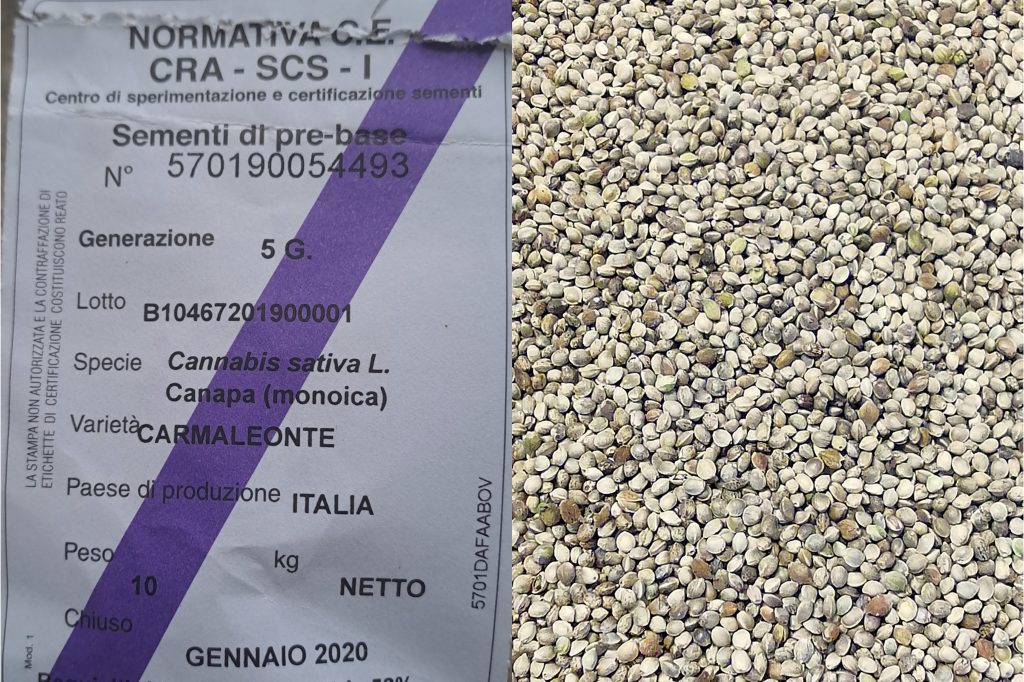 NORMATIVA C.E.
CRA - SCS - I
Centro di sperimentazione e certificazione sementi
Sementi di pre-base
N° 570190054493
Generazione 5 G.
Lotto B10467201900001
Specie Cannabis sativa L.
Canapa (monoica)
Varietà CARMALEONTE
Paese di produzione ITALIA
Peso 10 kg NETTO
Chiuso
GENNAIO 2020
LA STAMPA NON AUTORIZZATA E LA CONTRAFFAZIONE DI
ETICHETTE DI CERTIFICAZIONE COSTITUISCONO REATO
Mod. 1
5701DAFAABOV